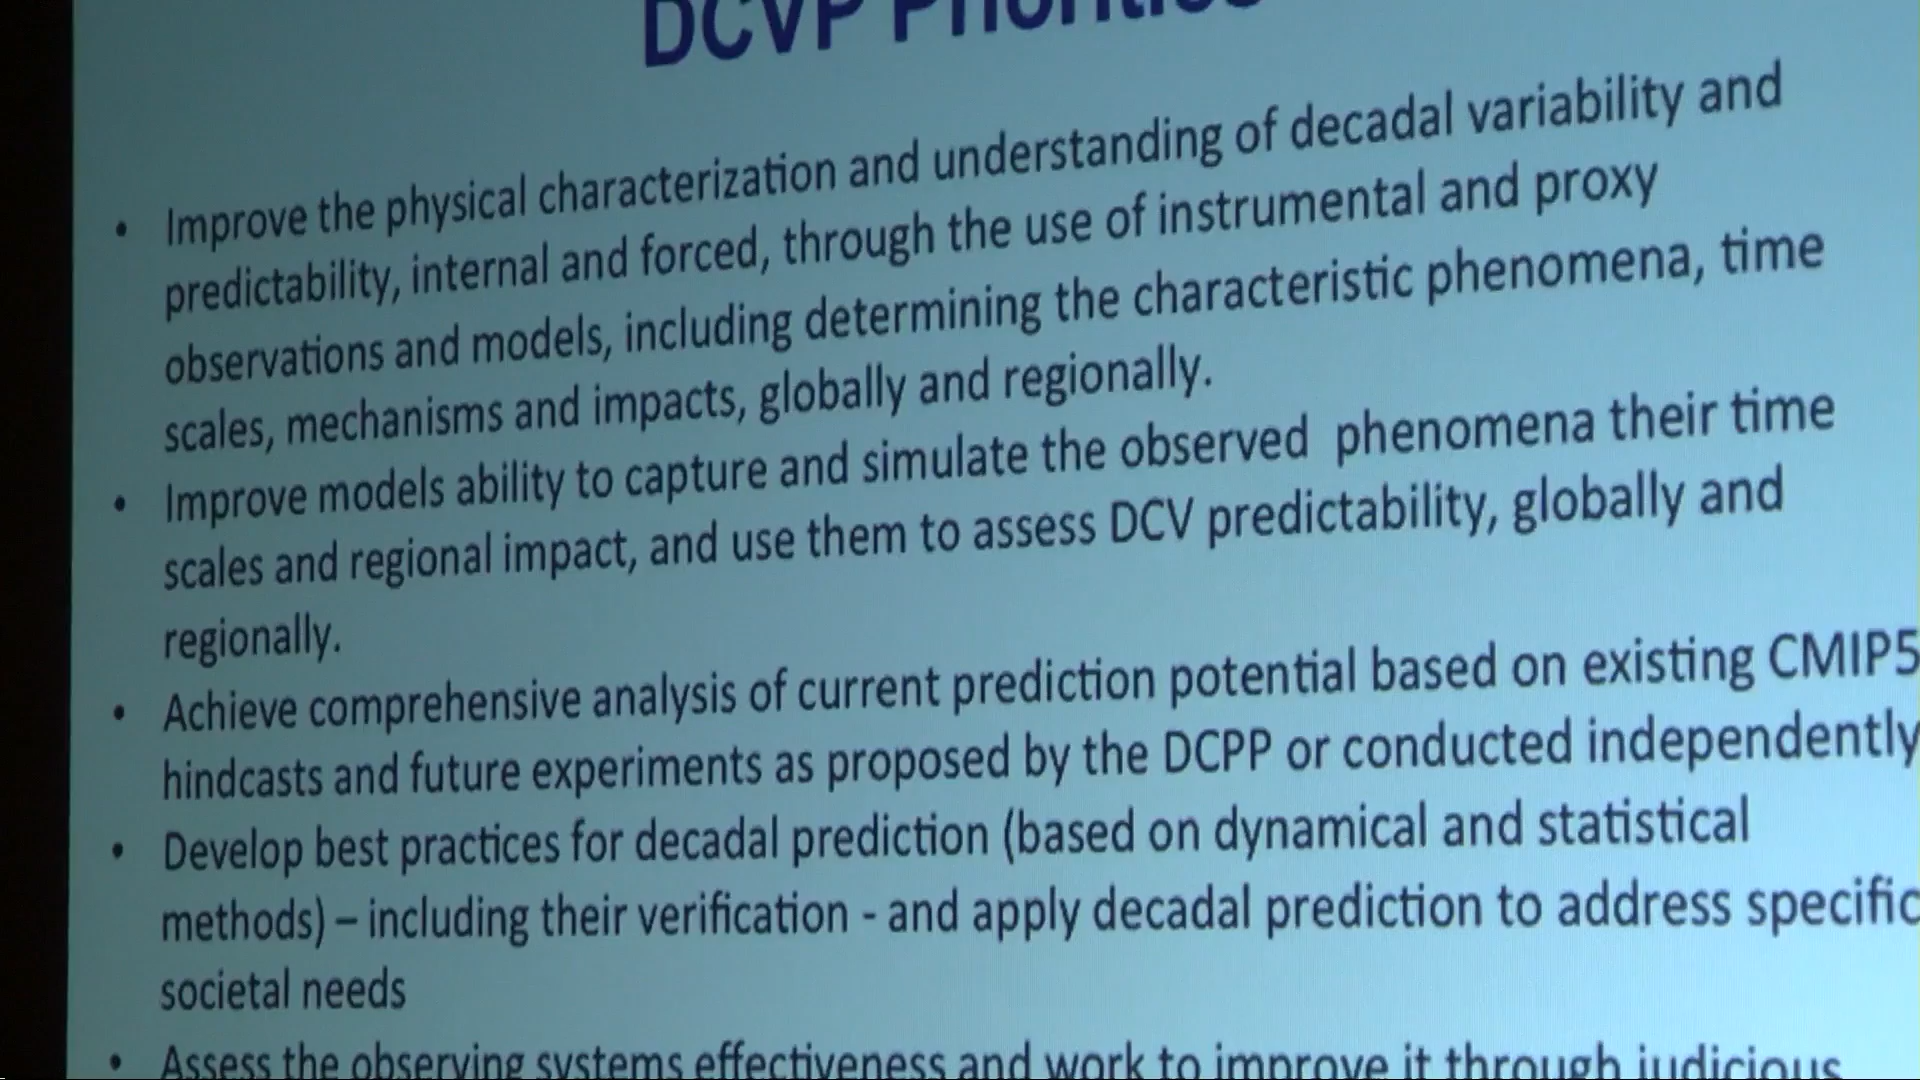 DCVP Priorities
• Improve the physical characterization and understanding of decadal variability and
predictability, internal and forced, through the use of instrumental and proxy
observations and models, including determining the characteristic phenomena, time
scales, mechanisms and impacts, globally and regionally.
• Improve models ability to capture and simulate the observed  phenomena their time
scales and regional impact, and use them to assess DCV predictability, globally and
regionally.
• Achieve comprehensive analysis of current prediction potential based on existing CMIP5
hindcasts and future experiments as proposed by the DCPP or conducted independently
• Develop best practices for decadal prediction (based on dynamical and statistical
methods) – including their verification - and apply decadal prediction to address specific
societal needs
• Assess the observing systems effectiveness and work to improve it through judicious